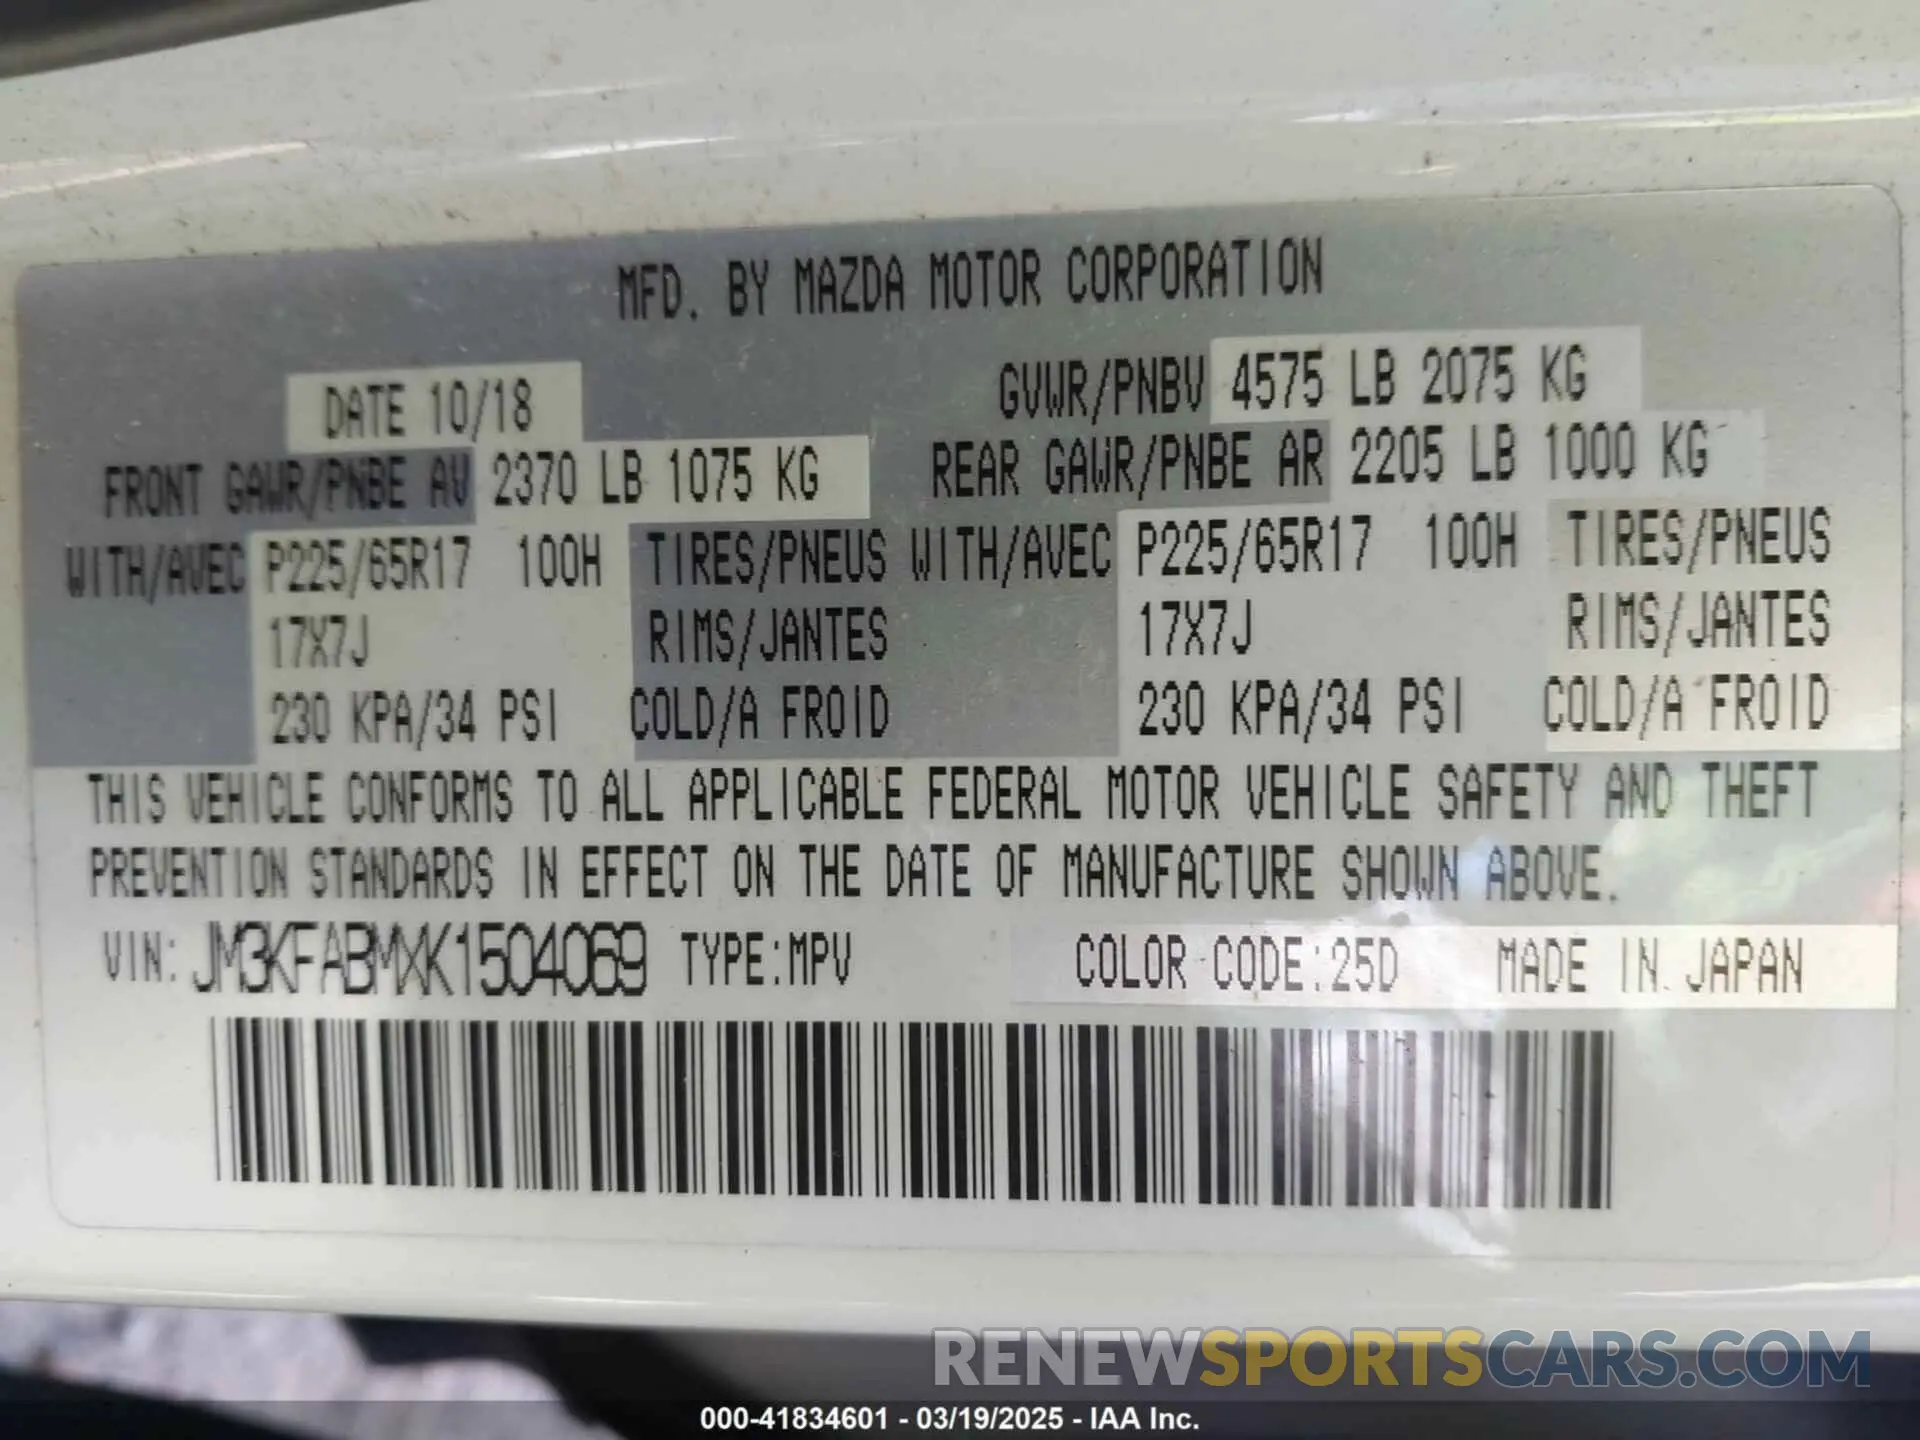 MFD. BY MAZDA MOTOR CORPORATION
DATE 10/18 GVWR/PNBV 4575 LB 2075 KG
FRONT GAWR/PNBE AV 2370 LB 1075 KG REAR GAWR/PNBE AR 2205 LB 1000 KG
WITH/AVEC P225/65R17 100H TIRES/PNEUS WITH/AVEC P225/65R17 100H TIRES/PNEUS
17X7J RIMS/JANTES 17X7J RIMS/JANTES
230 KPA/34 PSI COLD/A FROID 230 KPA/34 PSI COLD/A FROID
THIS VEHICLE CONFORMS TO ALL APPLICABLE FEDERAL MOTOR VEHICLE SAFETY AND THEFT
PREVENTION STANDARDS IN EFFECT ON THE DATE OF MANUFACTURE SHOWN ABOVE.
VIN: JM3KFABMXK1504069 TYPE:MPV COLOR CODE:25D MADE IN JAPAN
RENEWSPORTSCARS.COM
000-41834601 - 03/19/2025 - IAA Inc.